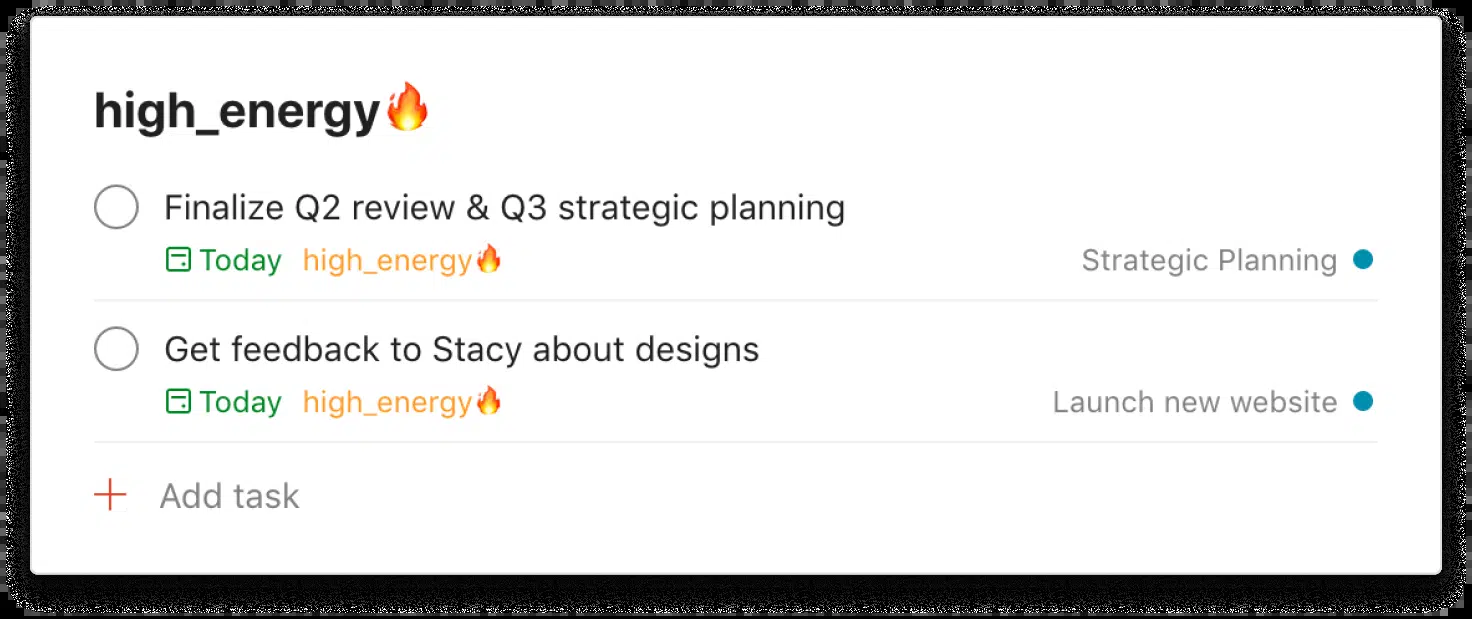 high_energy🔥
Finalize Q2 review & Q3 strategic planning
Today high_energy🔥 Strategic Planning
Get feedback to Stacy about designs
Today high_energy🔥 Launch new website
Add task